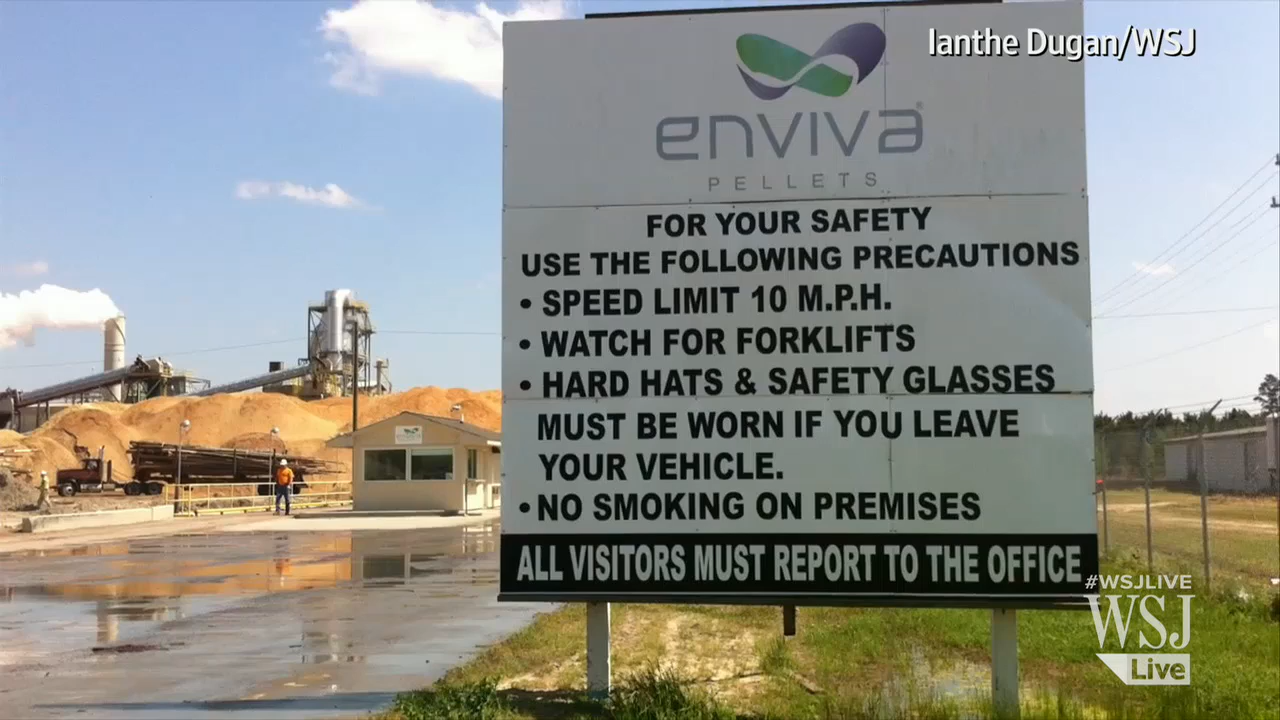 Ianthe Dugan/WSJ
enviva®
PELLETS
FOR YOUR SAFETY
USE THE FOLLOWING PRECAUTIONS
• SPEED LIMIT 10 M.P.H.
• WATCH FOR FORKLIFTS
• HARD HATS & SAFETY GLASSES
MUST BE WORN IF YOU LEAVE
YOUR VEHICLE.
• NO SMOKING ON PREMISES
ALL VISITORS MUST REPORT TO THE OFFICE
#WSJLIVE
WSJ
Live